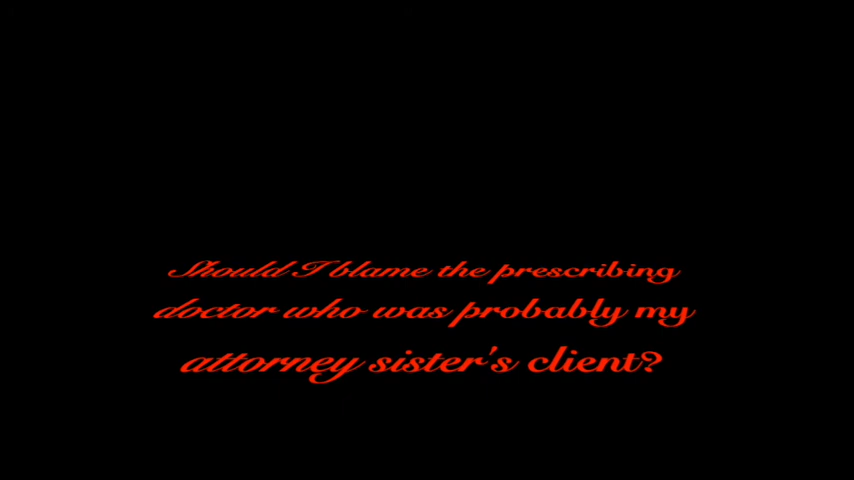 Should I blame the prescribing
doctor who was probably my
attorney sister's client?